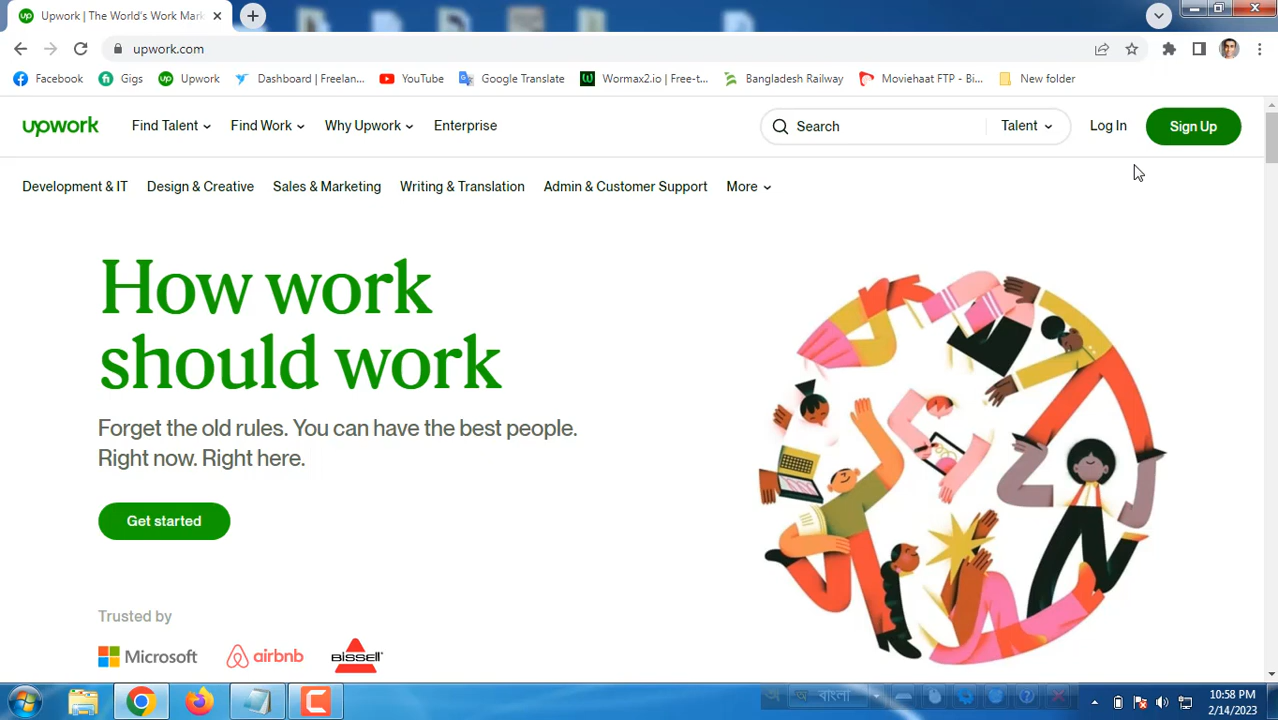 Upwork | The World's Work Mark
upwork.com
Facebook Gigs Upwork Dashboard | Freelan... YouTube Google Translate Wormax2.io | Free-t... Bangladesh Railway Moviehaat FTP - Bi... New folder
upwork Find Talent Find Work Why Upwork Enterprise Search Talent Log In Sign Up
Development & IT Design & Creative Sales & Marketing Writing & Translation Admin & Customer Support More
How work
should work
Forget the old rules. You can have the best people.
Right now. Right here.
Get started
Trusted by
Microsoft airbnb BISSELL
বাংলা
10:58 PM
2/14/2023